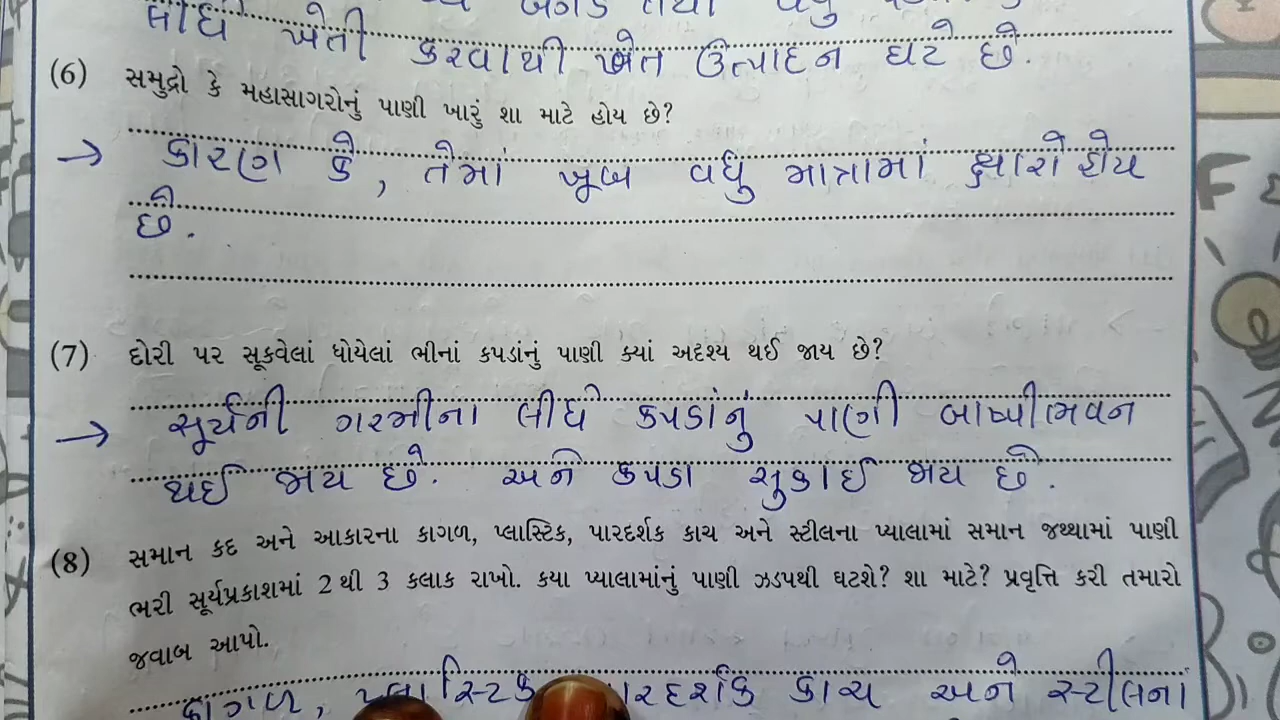 લીધે ખેતી કરવાથી ખેત ઉત્પાદન ઘટે છે.
(6) સમુદ્રો કે મહાસાગરોનું પાણી ખારું શા માટે હોય છે?
→ કારણ કે, તેમાં ખૂબ વધુ માત્રામાં ક્ષારો હોય
છે.
(7) દોરી પર સૂકવેલાં ધોયેલાં ભીનાં કપડાંનું પાણી ક્યાં અદૃશ્ય થઈ જાય છે?
→ સૂર્યની ગરમીના લીધે કપડાંનું પાણી બાષ્પીભવન
થઈ જાય છે. અને કપડા સુકાઈ જાય છે.
(8) સમાન કદ અને આકારના કાગળ, પ્લાસ્ટિક, પારદર્શક કાચ અને સ્ટીલના પ્યાલામાં સમાન જથ્થામાં પાણી
ભરી સૂર્યપ્રકાશમાં 2 થી 3 કલાક રાખો. કયા પ્યાલામાંનું પાણી ઝડપથી ઘટશે? શા માટે? પ્રવૃત્તિ કરી તમારો
જવાબ આપો.
કાગળ, પ્લાસ્ટિક પારદર્શક કાચ અને સ્ટીલના